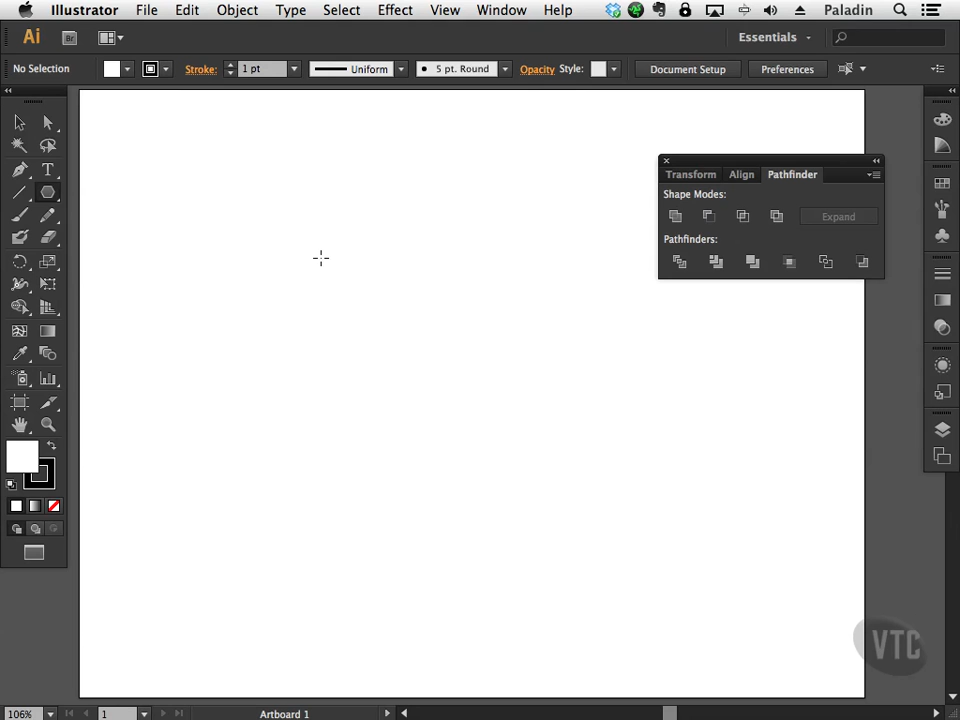 Illustrator File Edit Object Type Select Effect View Window Help Paladin
Ai Br Essentials
No Selection Stroke: 1 pt Uniform 5 pt. Round Opacity Style: Document Setup Preferences
Transform Align Pathfinder
Shape Modes:
Expand
Pathfinders:
T
VTC
106% 1 Artboard 1